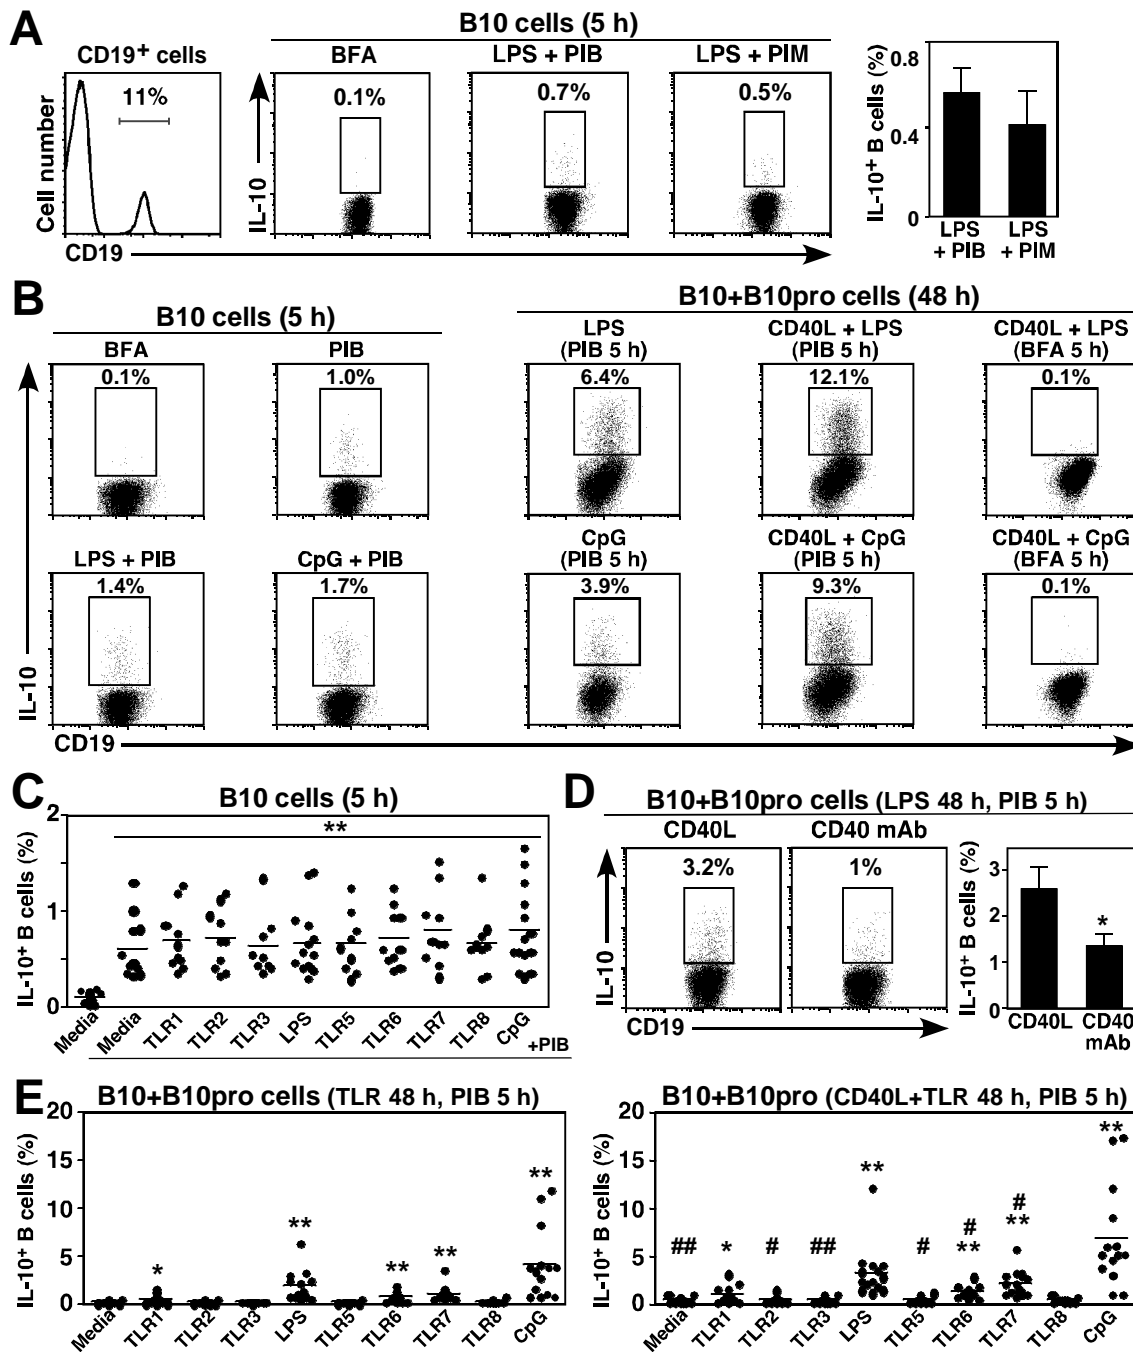 A
B10 cells (5 h)
CD19+ cells
BFA
LPS + PIB
LPS + PIM
11%
0.1%
0.7%
0.5%
Cell number
IL-10
CD19
IL-10+ B cells (%)
0.8
0.4
0
LPS + PIB
LPS + PIM
B
B10 cells (5 h)
B10+B10pro cells (48 h)
BFA
PIB
LPS (PIB 5 h)
CD40L + LPS (PIB 5 h)
CD40L + LPS (BFA 5 h)
0.1%
1.0%
6.4%
12.1%
0.1%
LPS + PIB
CpG + PIB
CpG (PIB 5 h)
CD40L + CpG (PIB 5 h)
CD40L + CpG (BFA 5 h)
1.4%
1.7%
3.9%
9.3%
0.1%
IL-10
CD19
C
B10 cells (5 h)
**
IL-10+ B cells (%)
2
1
0
Media
Media
TLR1
TLR2
TLR3
LPS
TLR5
TLR6
TLR7
TLR8
CpG
+PIB
D
B10+B10pro cells (LPS 48 h, PIB 5 h)
CD40L
CD40 mAb
3.2%
1%
IL-10
CD19
IL-10+ B cells (%)
3
2
1
0
*
CD40L
CD40 mAb
E
B10+B10pro cells (TLR 48 h, PIB 5 h)
IL-10+ B cells (%)
20
15
10
5
0
*
**
**
**
**
Media
TLR1
TLR2
TLR3
LPS
TLR5
TLR6
TLR7
TLR8
CpG
B10+B10pro (CD40L+TLR 48 h, PIB 5 h)
IL-10+ B cells (%)
20
15
10
5
0
##
*
#
##
**
#
#
**
#
**
**
Media
TLR1
TLR2
TLR3
LPS
TLR5
TLR6
TLR7
TLR8
CpG